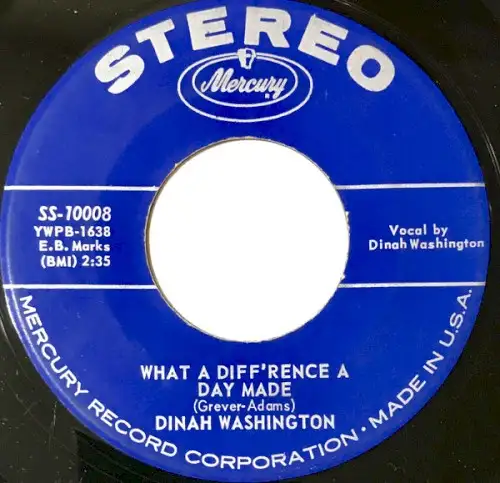 STEREO
Mercury
SS-10008
YWPB-1638
E.B. Marks
(BMI) 2:35
Vocal by
Dinah Washington
WHAT A DIFF'RENCE A
DAY MADE
(Grever-Adams)
DINAH WASHINGTON
MERCURY RECORD CORPORATION • MADE IN U.S.A.